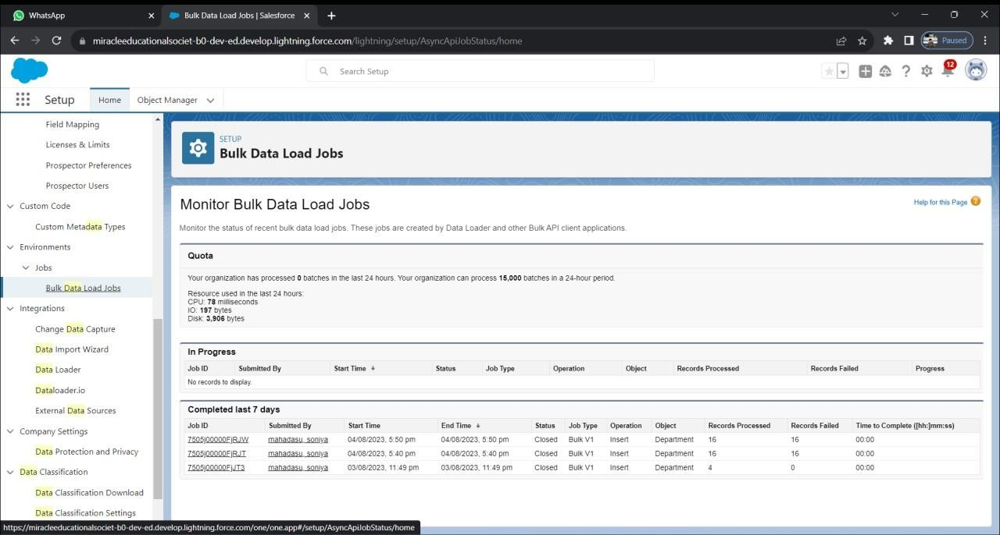 WhatsApp
Bulk Data Load Jobs | Salesforce
miracleeducationalsociet-b0-dev-ed.develop.lightning.force.com/lightning/setup/AsyncApiJobStatus/home
Paused
Search Setup
12
Setup
Home
Object Manager
Field Mapping
Licenses & Limits
Prospector Preferences
Prospector Users
Custom Code
Custom Metadata Types
Environments
Jobs
Bulk Data Load Jobs
Integrations
Change Data Capture
Data Import Wizard
Data Loader
Dataloader.io
External Data Sources
Company Settings
Data Protection and Privacy
Data Classification
Data Classification Download
Data Classification Settings
SETUP
Bulk Data Load Jobs
Monitor Bulk Data Load Jobs
Help for this Page ?
Monitor the status of recent bulk data load jobs. These jobs are created by Data Loader and other Bulk API client applications.
Quota
Your organization has processed 0 batches in the last 24 hours. Your organization can process 15,000 batches in a 24-hour period.
Resource used in the last 24 hours:
CPU: 78 milliseconds
IO: 197 bytes
Disk: 3,906 bytes
In Progress
Job ID Submitted By Start Time Status Job Type Operation Object Records Processed Records Failed Progress
No records to display.
Completed last 7 days
Job ID Submitted By Start Time End Time Status Job Type Operation Object Records Processed Records Failed Time to Complete ([hh:]mm:ss)
7505j00000FjRJW mahadasu, soniya 04/08/2023, 5:50 pm 04/08/2023, 5:50 pm Closed Bulk V1 Insert Department 16 16 00:00
7505j00000FjRJT mahadasu, soniya 04/08/2023, 5:40 pm 04/08/2023, 5:40 pm Closed Bulk V1 Insert Department 16 16 00:00
7505j00000FjJT3 mahadasu, soniya 03/08/2023, 11:49 pm 03/08/2023, 11:49 pm Closed Bulk V1 Insert Department 4 0 00:00
https://miracleeducationalsociet-b0-dev-ed.develop.lightning.force.com/one/one.app#/setup/AsyncApiJobStatus/home